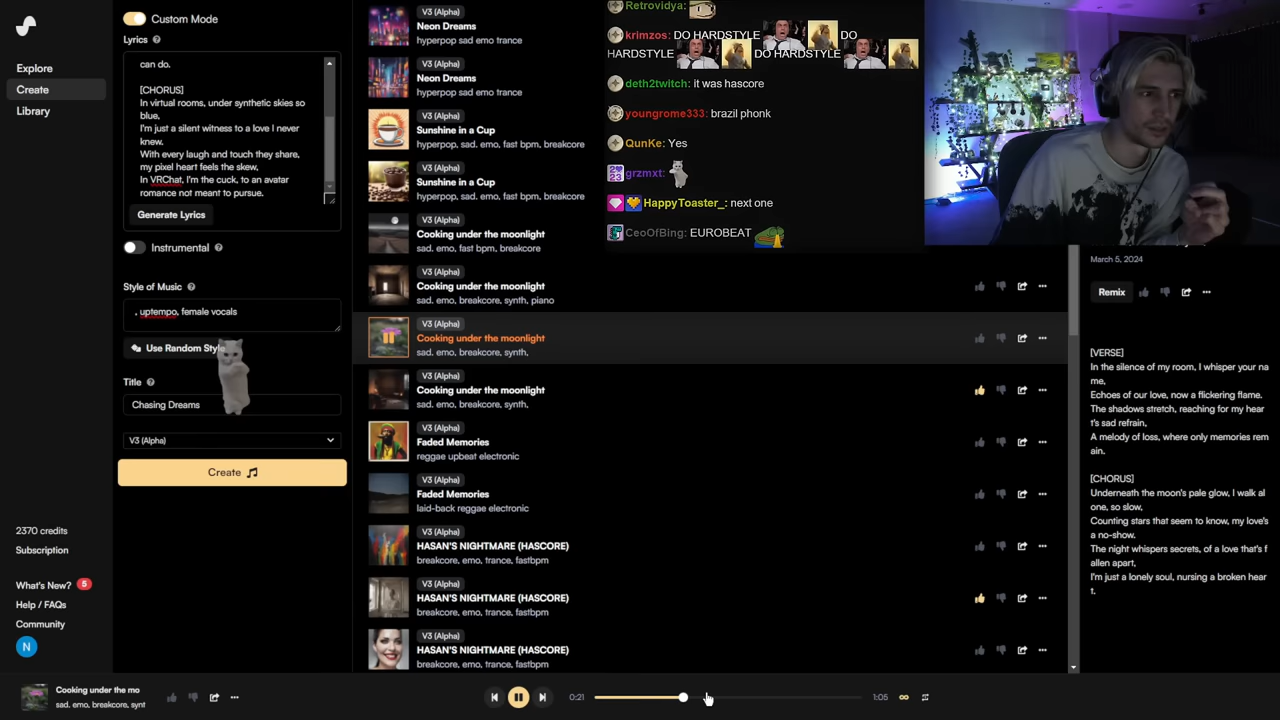 Explore
Create
Library
2370 credits
Subscription
What's New? 5
Help / FAQs
Community
N
Custom Mode
Lyrics
can do.
[CHORUS]
In virtual rooms, under synthetic skies so
blue,
I'm just a silent witness to a love I never
knew.
With every laugh and touch they share,
my pixel heart feels the skew,
In VRChat, I'm the cuck, to an avatar
romance not meant to pursue.
Generate Lyrics
Instrumental
Style of Music
, uptempo, female vocals
Use Random Style
Title
Chasing Dreams
V3 (Alpha)
Create
V3 (Alpha)
Neon Dreams
hyperpop sad emo trance
V3 (Alpha)
Neon Dreams
hyperpop sad emo trance
V3 (Alpha)
Sunshine in a Cup
hyperpop, sad, emo, fast bpm, breakcore
V3 (Alpha)
Sunshine in a Cup
hyperpop, sad, emo, fast bpm, breakcore
V3 (Alpha)
Cooking under the moonlight
sad, emo, fast bpm, breakcore
V3 (Alpha)
Cooking under the moonlight
sad, emo, breakcore, synth, piano
V3 (Alpha)
Cooking under the moonlight
sad, emo, breakcore, synth,
V3 (Alpha)
Cooking under the moonlight
sad, emo, breakcore, synth,
V3 (Alpha)
Faded Memories
reggae upbeat electronic
V3 (Alpha)
Faded Memories
laid-back reggae electronic
V3 (Alpha)
HASAN'S NIGHTMARE (HASCORE)
breakcore, emo, trance, fastbpm
V3 (Alpha)
HASAN'S NIGHTMARE (HASCORE)
breakcore, emo, trance, fastbpm
V3 (Alpha)
HASAN'S NIGHTMARE (HASCORE)
breakcore, emo, trance, fastbpm
Retrovidya:
krimzos: DO HARDSTYLE DO
HARDSTYLE DO HARDSTYLE
deth2twitch: it was hascore
youngrome333: brazil phonk
QunKe: Yes
grzmxt:
HappyToaster_: next one
CeoOfBing: EUROBEAT
March 5, 2024
Remix
[VERSE]
In the silence of my room, I whisper your na
me,
Echoes of our love, now a flickering flame.
The shadows stretch, reaching for my hear
t's sad refrain,
A melody of loss, where only memories rem
ain.
[CHORUS]
Underneath the moon's pale glow, I walk al
one, so slow,
Counting stars that seem to know, my love's
a no-show.
The night whispers secrets, of a love that's f
allen apart,
I'm just a lonely soul, nursing a broken hear
t.
Cooking under the mo
sad, emo, breakcore, synt
0:21
1:05